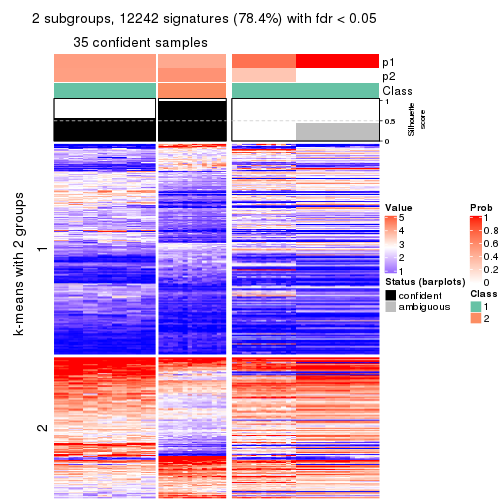 2 subgroups, 12242 signatures (78.4%) with fdr < 0.05
35 confident samples
p1
p2
Class
1
0.5
0
Silhouette
score
k-means with 2 groups
1
2
Value
5
4
3
2
1
Prob
1
0.8
0.6
0.4
0.2
0
Status (barplots)
confident
ambiguous
Class
1
2